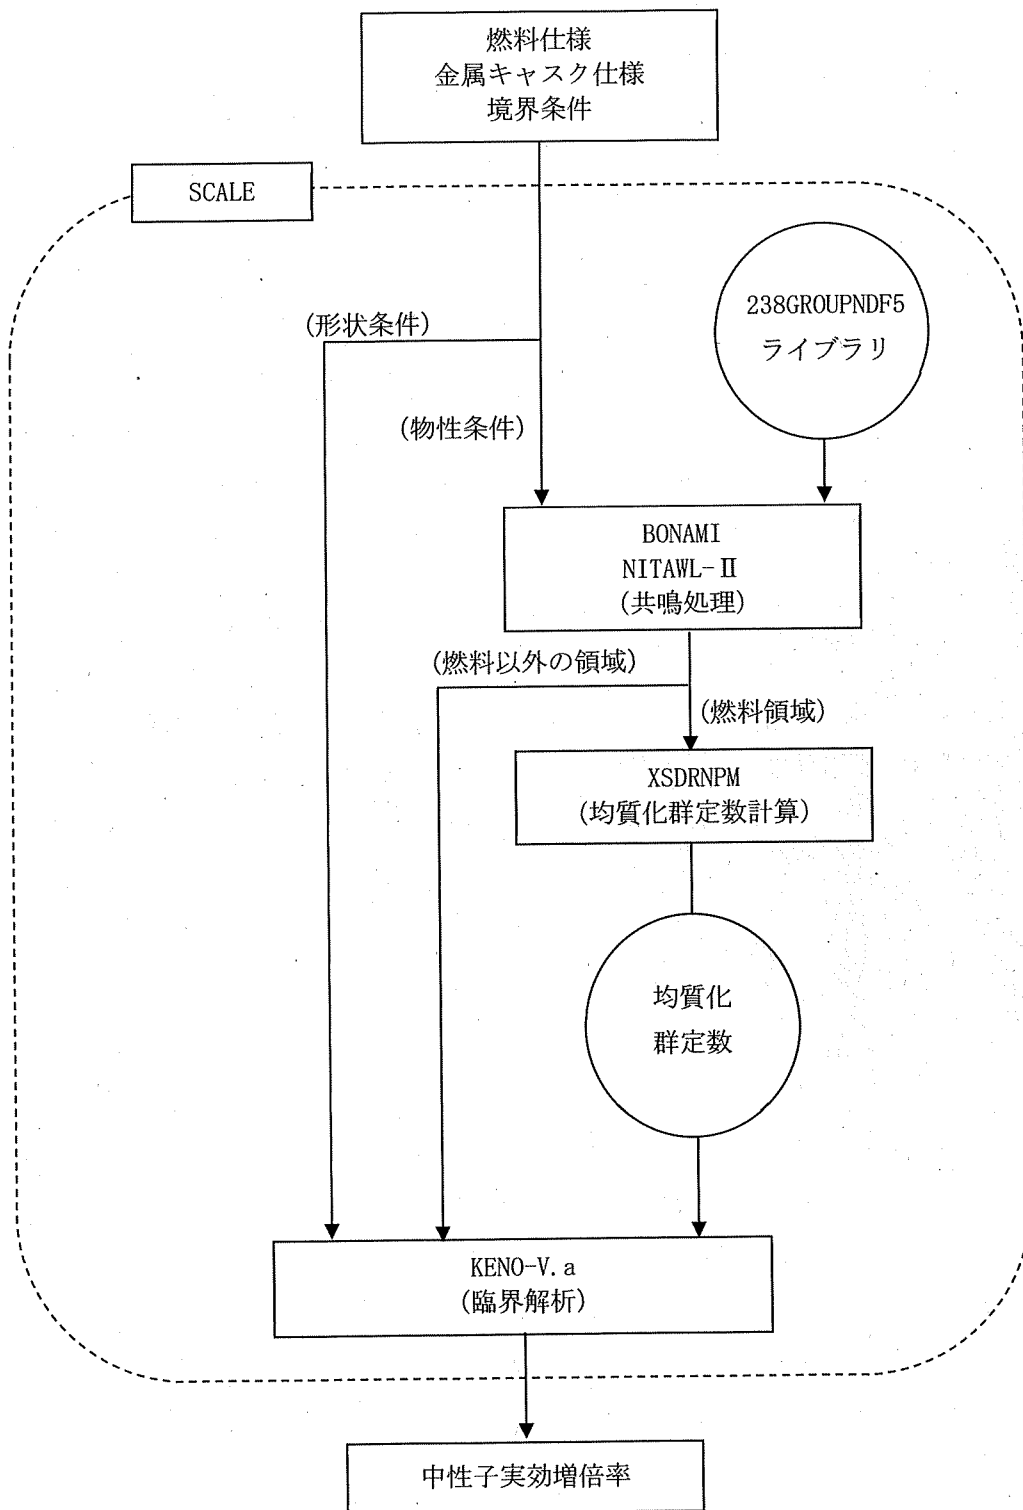 燃料仕様
金属キャスク仕様
境界条件
SCALE
238GROUPNDF5
ライブラリ
(形状条件)
(物性条件)
BONAMI
NITAWL-Ⅱ
(共鳴処理)
(燃料以外の領域)
(燃料領域)
XSDRNPM
(均質化群定数計算)
均質化
群定数
KENO-V.a
(臨界解析)
中性子実効増倍率